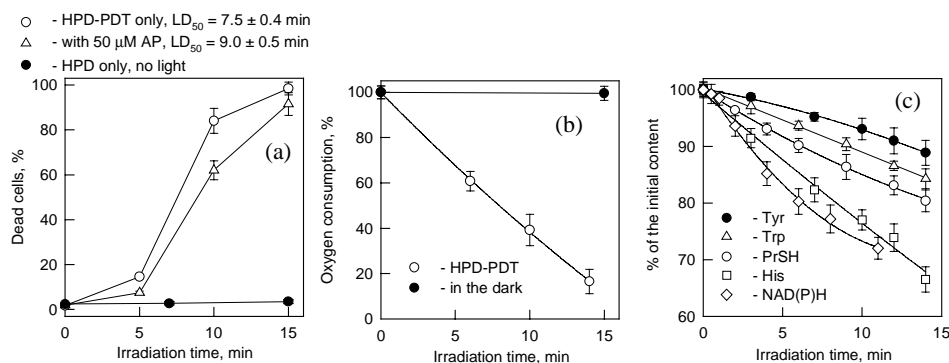 - HPD-PDT only, LD50 = 7.5 ± 0.4 min
- with 50 μM AP, LD50 = 9.0 ± 0.5 min
- HPD only, no light
100
80
60
40
20
0
0
5
10
15
Dead cells, %
Irradiation time, min
(a)
100
80
60
40
20
0
0
5
10
15
Oxygen consumption, %
Irradiation time, min
(b)
- HPD-PDT
- in the dark
100
90
80
70
60
0
5
10
15
% of the initial content
Irradiation time, min
(c)
- Tyr
- Trp
- PrSH
- His
- NAD(P)H